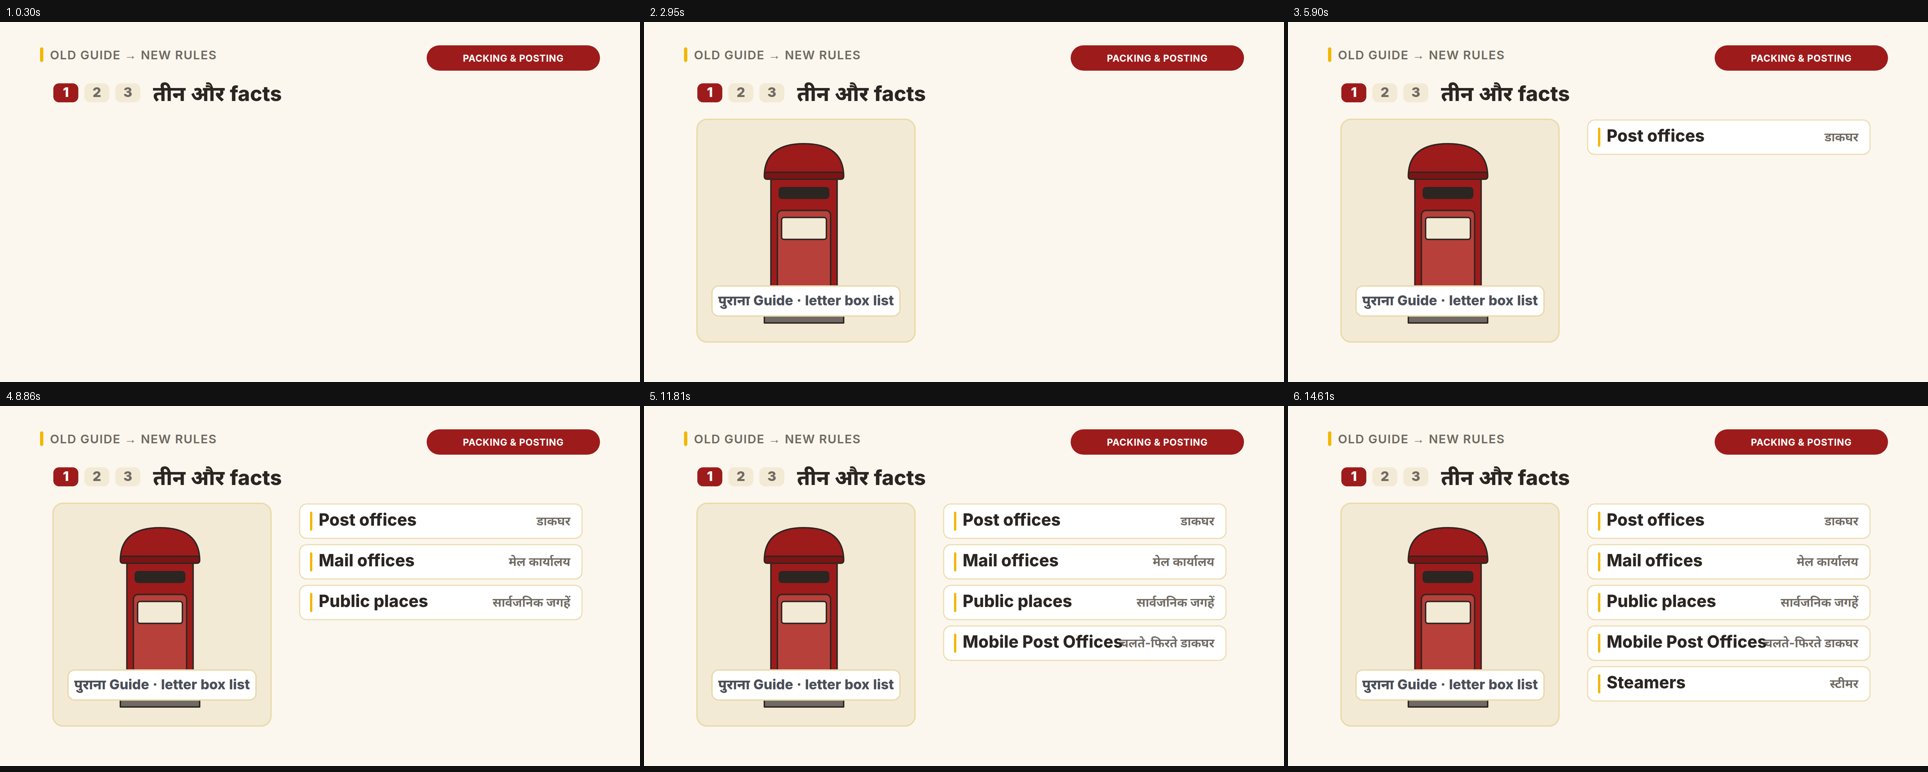 1. 0.30s
OLD GUIDE → NEW RULES
PACKING & POSTING
1 2 3 तीन और facts
2. 2.95s
OLD GUIDE → NEW RULES
PACKING & POSTING
1 2 3 तीन और facts
पुराना Guide · letter box list
3. 5.90s
OLD GUIDE → NEW RULES
PACKING & POSTING
1 2 3 तीन और facts
Post offices डाकघर
पुराना Guide · letter box list
4. 8.86s
OLD GUIDE → NEW RULES
PACKING & POSTING
1 2 3 तीन और facts
Post offices डाकघर
Mail offices मेल कार्यालय
Public places सार्वजनिक जगहें
पुराना Guide · letter box list
5. 11.81s
OLD GUIDE → NEW RULES
PACKING & POSTING
1 2 3 तीन और facts
Post offices डाकघर
Mail offices मेल कार्यालय
Public places सार्वजनिक जगहें
Mobile Post Offices चलते-फिरते डाकघर
पुराना Guide · letter box list
6. 14.61s
OLD GUIDE → NEW RULES
PACKING & POSTING
1 2 3 तीन और facts
Post offices डाकघर
Mail offices मेल कार्यालय
Public places सार्वजनिक जगहें
Mobile Post Offices चलते-फिरते डाकघर
Steamers स्टीमर
पुराना Guide · letter box list